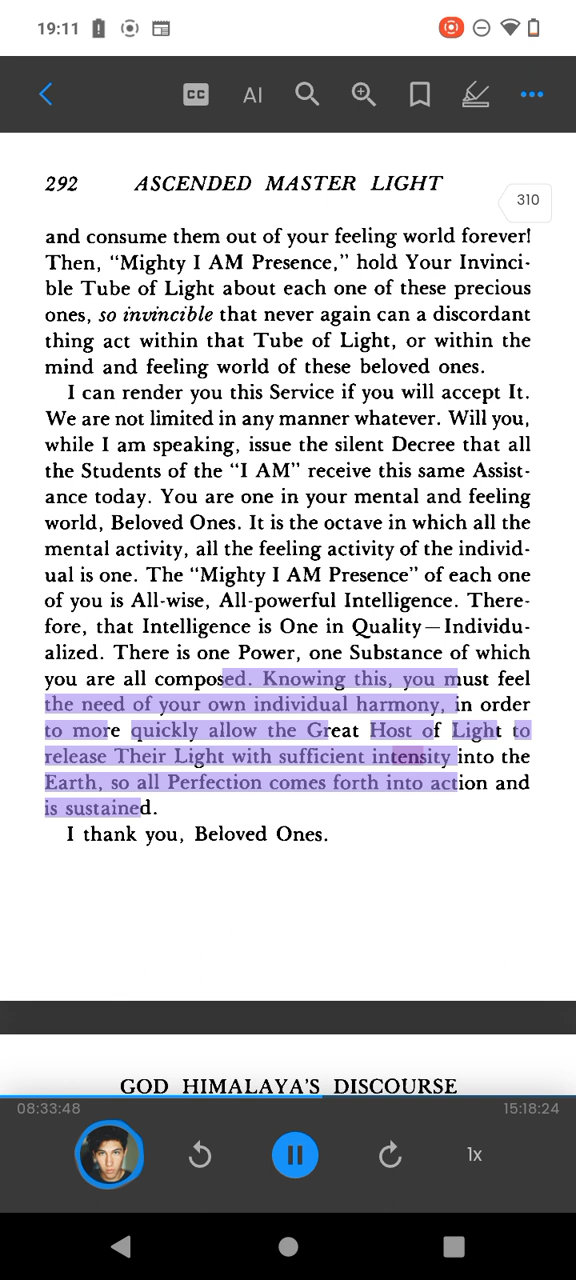 19:11
CC
AI
292 ASCENDED MASTER LIGHT
310
and consume them out of your feeling world forever!
Then, “Mighty I AM Presence,” hold Your Invinci-
ble Tube of Light about each one of these precious
ones, so invincible that never again can a discordant
thing act within that Tube of Light, or within the
mind and feeling world of these beloved ones.
I can render you this Service if you will accept It.
We are not limited in any manner whatever. Will you,
while I am speaking, issue the silent Decree that all
the Students of the “I AM” receive this same Assist-
ance today. You are one in your mental and feeling
world, Beloved Ones. It is the octave in which all the
mental activity, all the feeling activity of the individ-
ual is one. The “Mighty I AM Presence” of each one
of you is All-wise, All-powerful Intelligence. There-
fore, that Intelligence is One in Quality—Individu-
alized. There is one Power, one Substance of which
you are all composed. Knowing this, you must feel
the need of your own individual harmony, in order
to more quickly allow the Great Host of Light to
release Their Light with sufficient intensity into the
Earth, so all Perfection comes forth into action and
is sustained.
I thank you, Beloved Ones.
GOD HIMALAYA'S DISCOURSE
08:33:48
15:18:24
1x